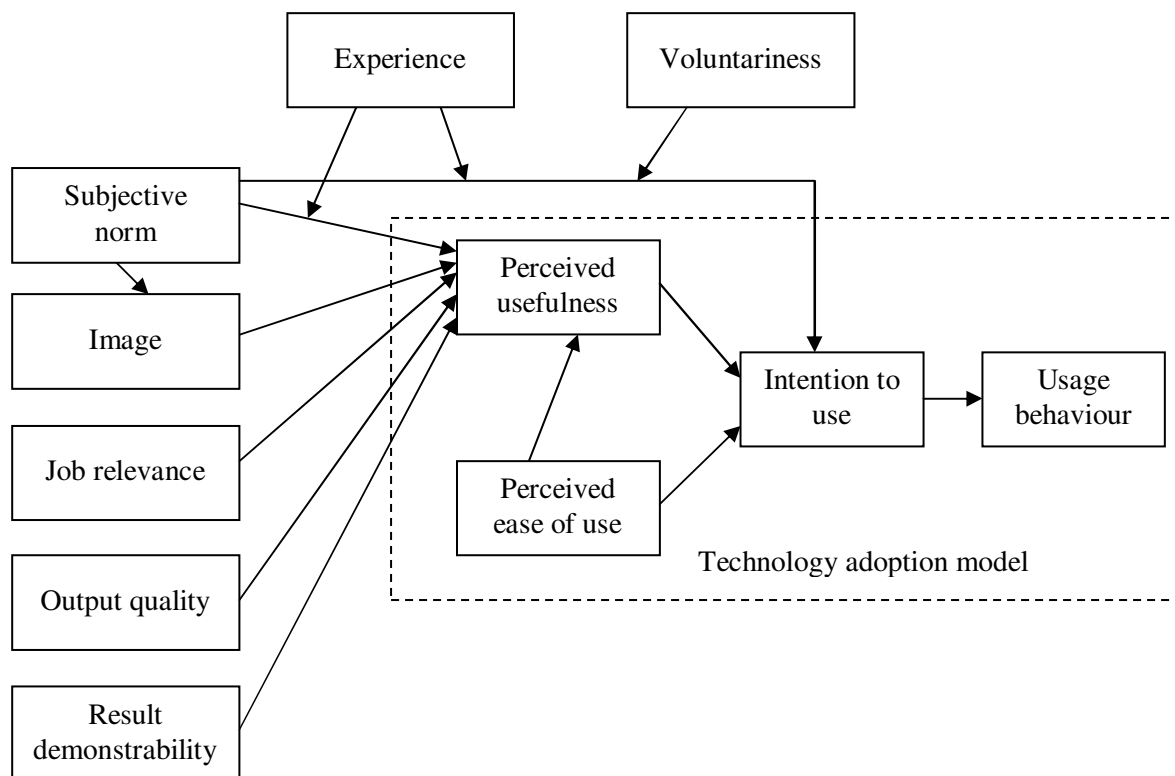 Experience
Voluntariness
Subjective
norm
Perceived
usefulness
Image
Intention to
use
Usage
behaviour
Job relevance
Perceived
ease of use
Technology adoption model
Output quality
Result
demonstrability